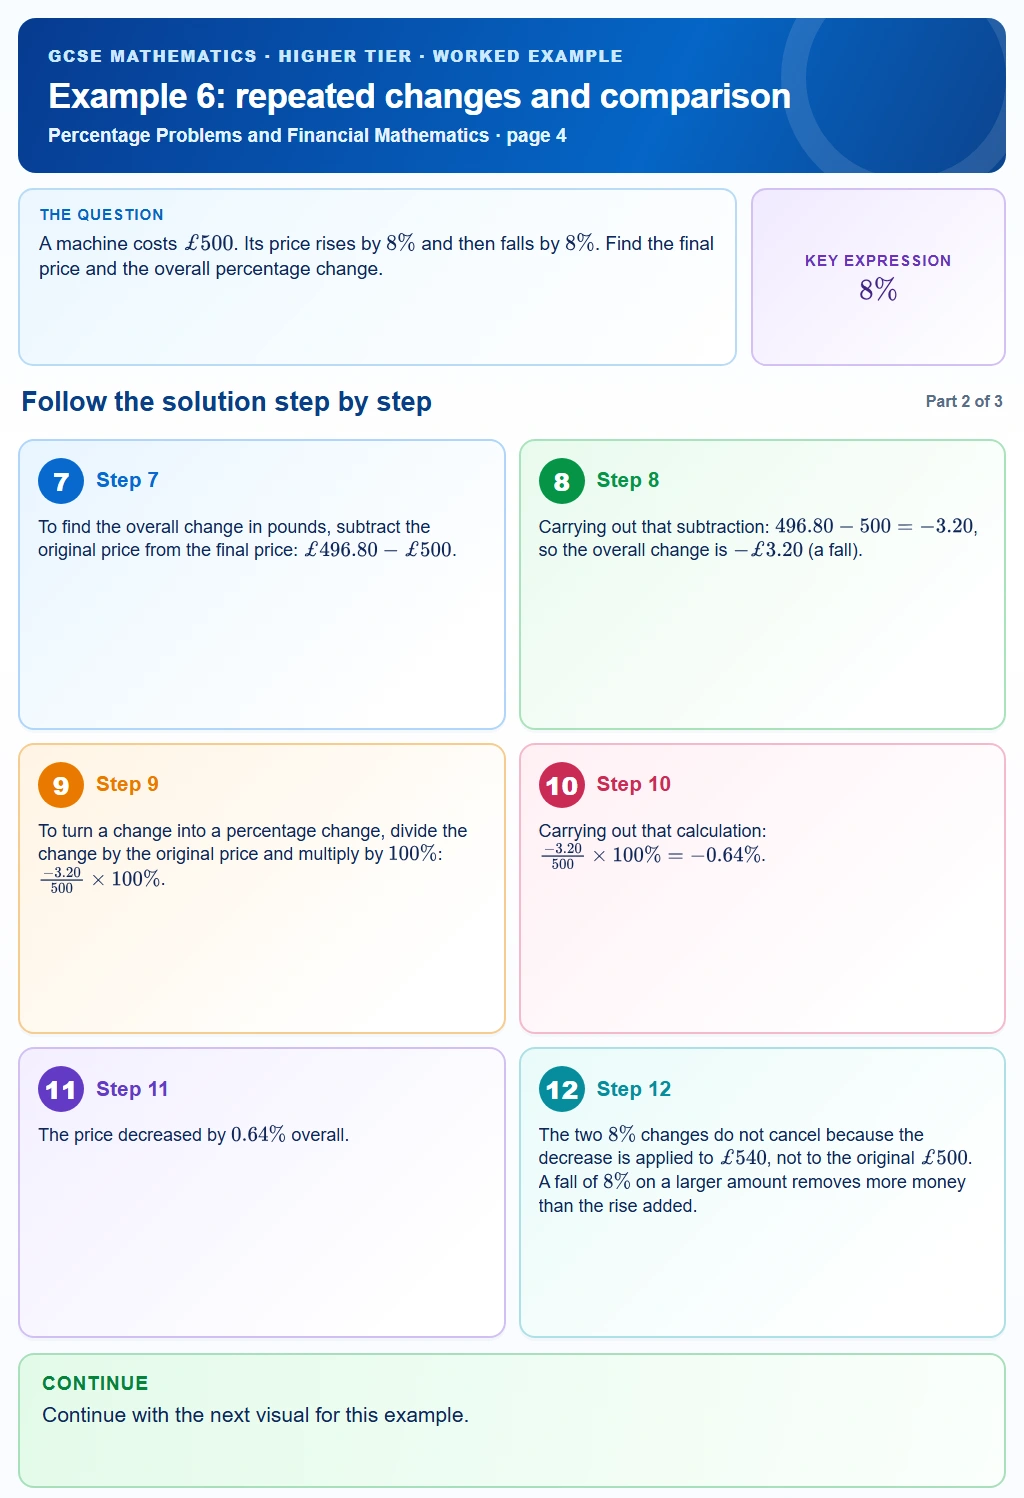 GCSE MATHEMATICS · HIGHER TIER · WORKED EXAMPLE
Example 6: repeated changes and comparison
Percentage Problems and Financial Mathematics · page 4
THE QUESTION
A machine costs £500. Its price rises by 8% and then falls by 8%. Find the final
price and the overall percentage change.
KEY EXPRESSION
8%
Follow the solution step by step
Part 2 of 3
7 Step 7
To find the overall change in pounds, subtract the
original price from the final price: £496.80 − £500.
8 Step 8
Carrying out that subtraction: 496.80 − 500 = −3.20,
so the overall change is −£3.20 (a fall).
9 Step 9
To turn a change into a percentage change, divide the
change by the original price and multiply by 100%:
−3.20/500 × 100%.
10 Step 10
Carrying out that calculation:
−3.20/500 × 100% = −0.64%.
11 Step 11
The price decreased by 0.64% overall.
12 Step 12
The two 8% changes do not cancel because the
decrease is applied to £540, not to the original £500.
A fall of 8% on a larger amount removes more money
than the rise added.
CONTINUE
Continue with the next visual for this example.